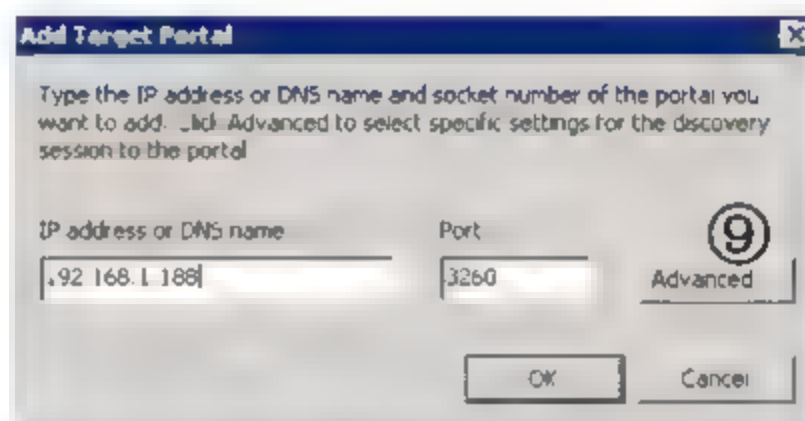 Add Target Portal
Type the IP address or DNS name and socket number of the portal you
want to add. Click Advanced to select specific settings for the discovery
session to the portal
IP address or DNS name
Port
⑨
192.168.1.188
3260
Advanced
OK
Cancel